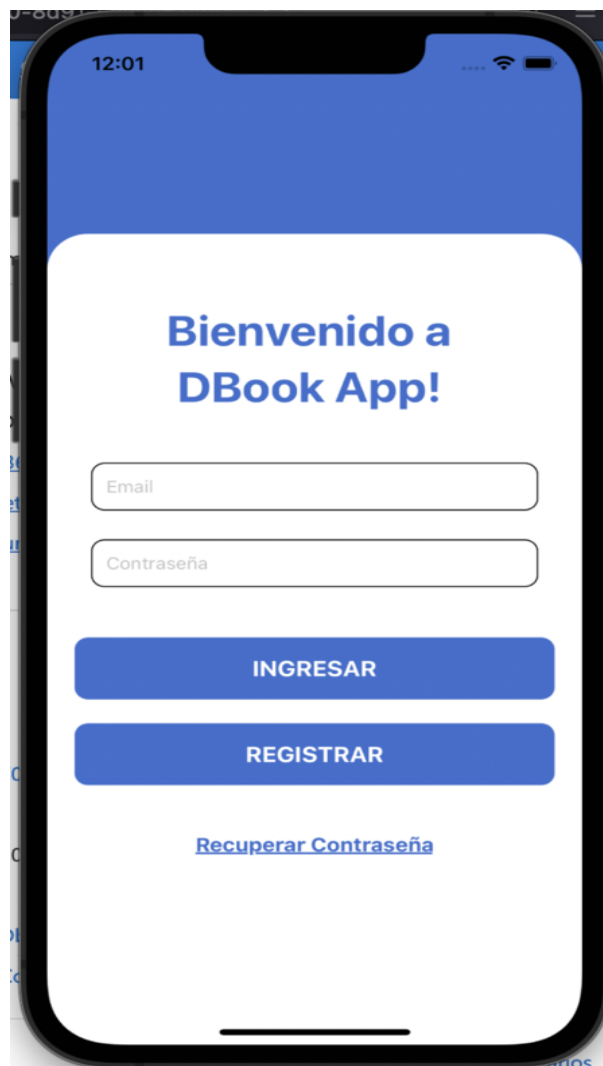 12:01
Bienvenido a
DBook App!
Email
Contraseña
INGRESAR
REGISTRAR
Recuperar Contraseña